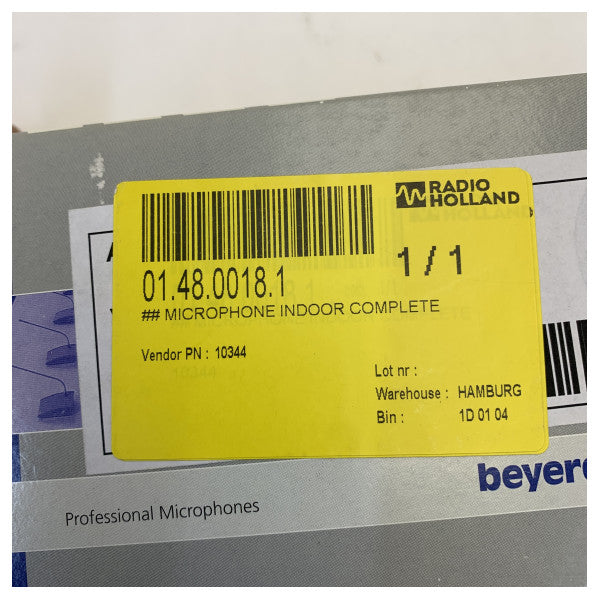 RADIO
HOLLAND
1 / 1
01.48.0018.1
## MICROPHONE INDOOR COMPLETE
Vendor PN : 10344
Lot nr :
Warehouse : HAMBURG
Bin : 1D 01 04
beyer
Professional Microphones